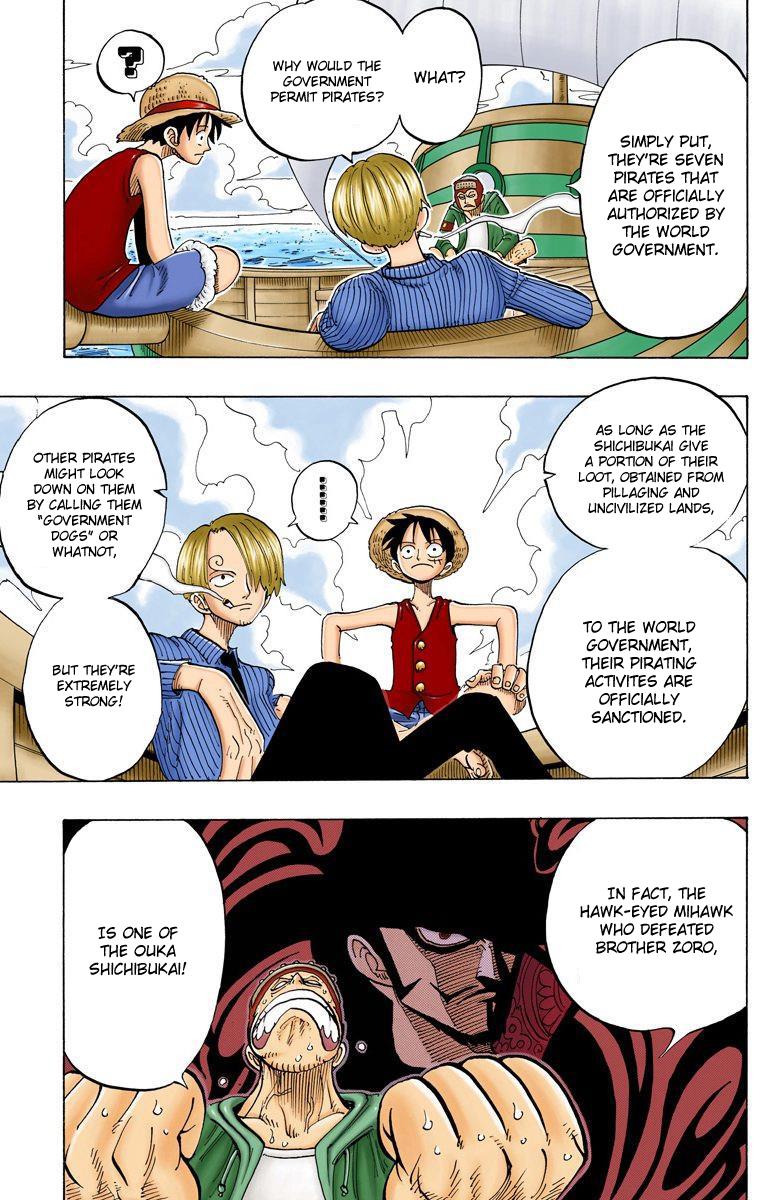 SIMPLY PUT,
THEY'RE SEVEN
PIRATES THAT
ARE OFFICIALLY
AUTHORIZED BY
THE WORLD
GOVERNMENT.
WHAT?
WHY WOULD THE
GOVERNMENT
PERMIT PIRATES?
?
AS LONG AS THE
SHICHIBUKAI GIVE
A PORTION OF THEIR
LOOT, OBTAINED FROM
PILLAGING AND
UNCIVILIZED LANDS,
TO THE WORLD
GOVERNMENT,
THEIR PIRATING
ACTIVITES ARE
OFFICIALLY
SANCTIONED.
......
OTHER PIRATES
MIGHT LOOK
DOWN ON THEM
BY CALLING THEM
"GOVERNMENT
DOGS" OR
WHATNOT,
BUT THEY'RE
EXTREMELY
STRONG!
IN FACT, THE
HAWK-EYED MIHAWK
WHO DEFEATED
BROTHER ZORO,
IS ONE OF
THE OUKA
SHICHIBUKAI!